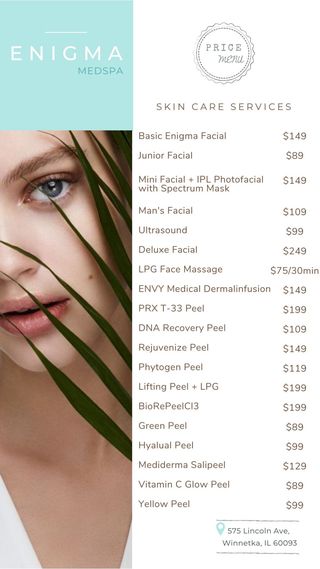 ENIGMA
MEDSPA
PRICE
menu
SKIN CARE SERVICES
Basic Enigma Facial $149
Junior Facial $89
Mini Facial + IPL Photofacial $149
with Spectrum Mask
Man's Facial $109
Ultrasound $99
Deluxe Facial $249
LPG Face Massage $75/30min
ENVY Medical Dermalinfusion $149
PRX T-33 Peel $199
DNA Recovery Peel $109
Rejuvenize Peel $149
Phytogen Peel $119
Lifting Peel + LPG $199
BioRePeelCl3 $199
Green Peel $89
Hyalual Peel $99
Mediderma Salipeel $129
Vitamin C Glow Peel $89
Yellow Peel $99
575 Lincoln Ave,
Winnetka, IL 60093